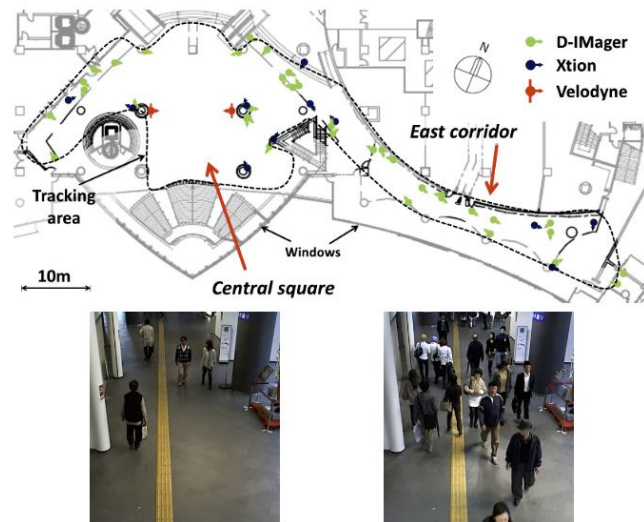 N
D-IMager
Xtion
Velodyne
East corridor
Tracking
area
Windows
10m
Central square